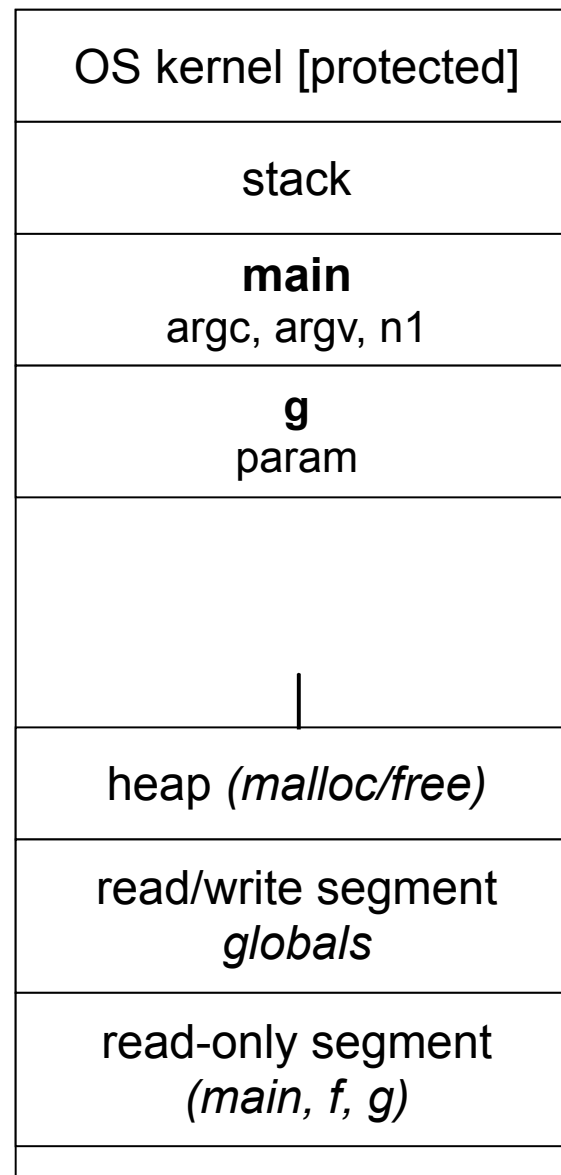 OS kernel [protected]
stack
main
argc, argv, n1
g
param
heap (malloc/free)
read/write segment
globals
read-only segment
(main, f, g)